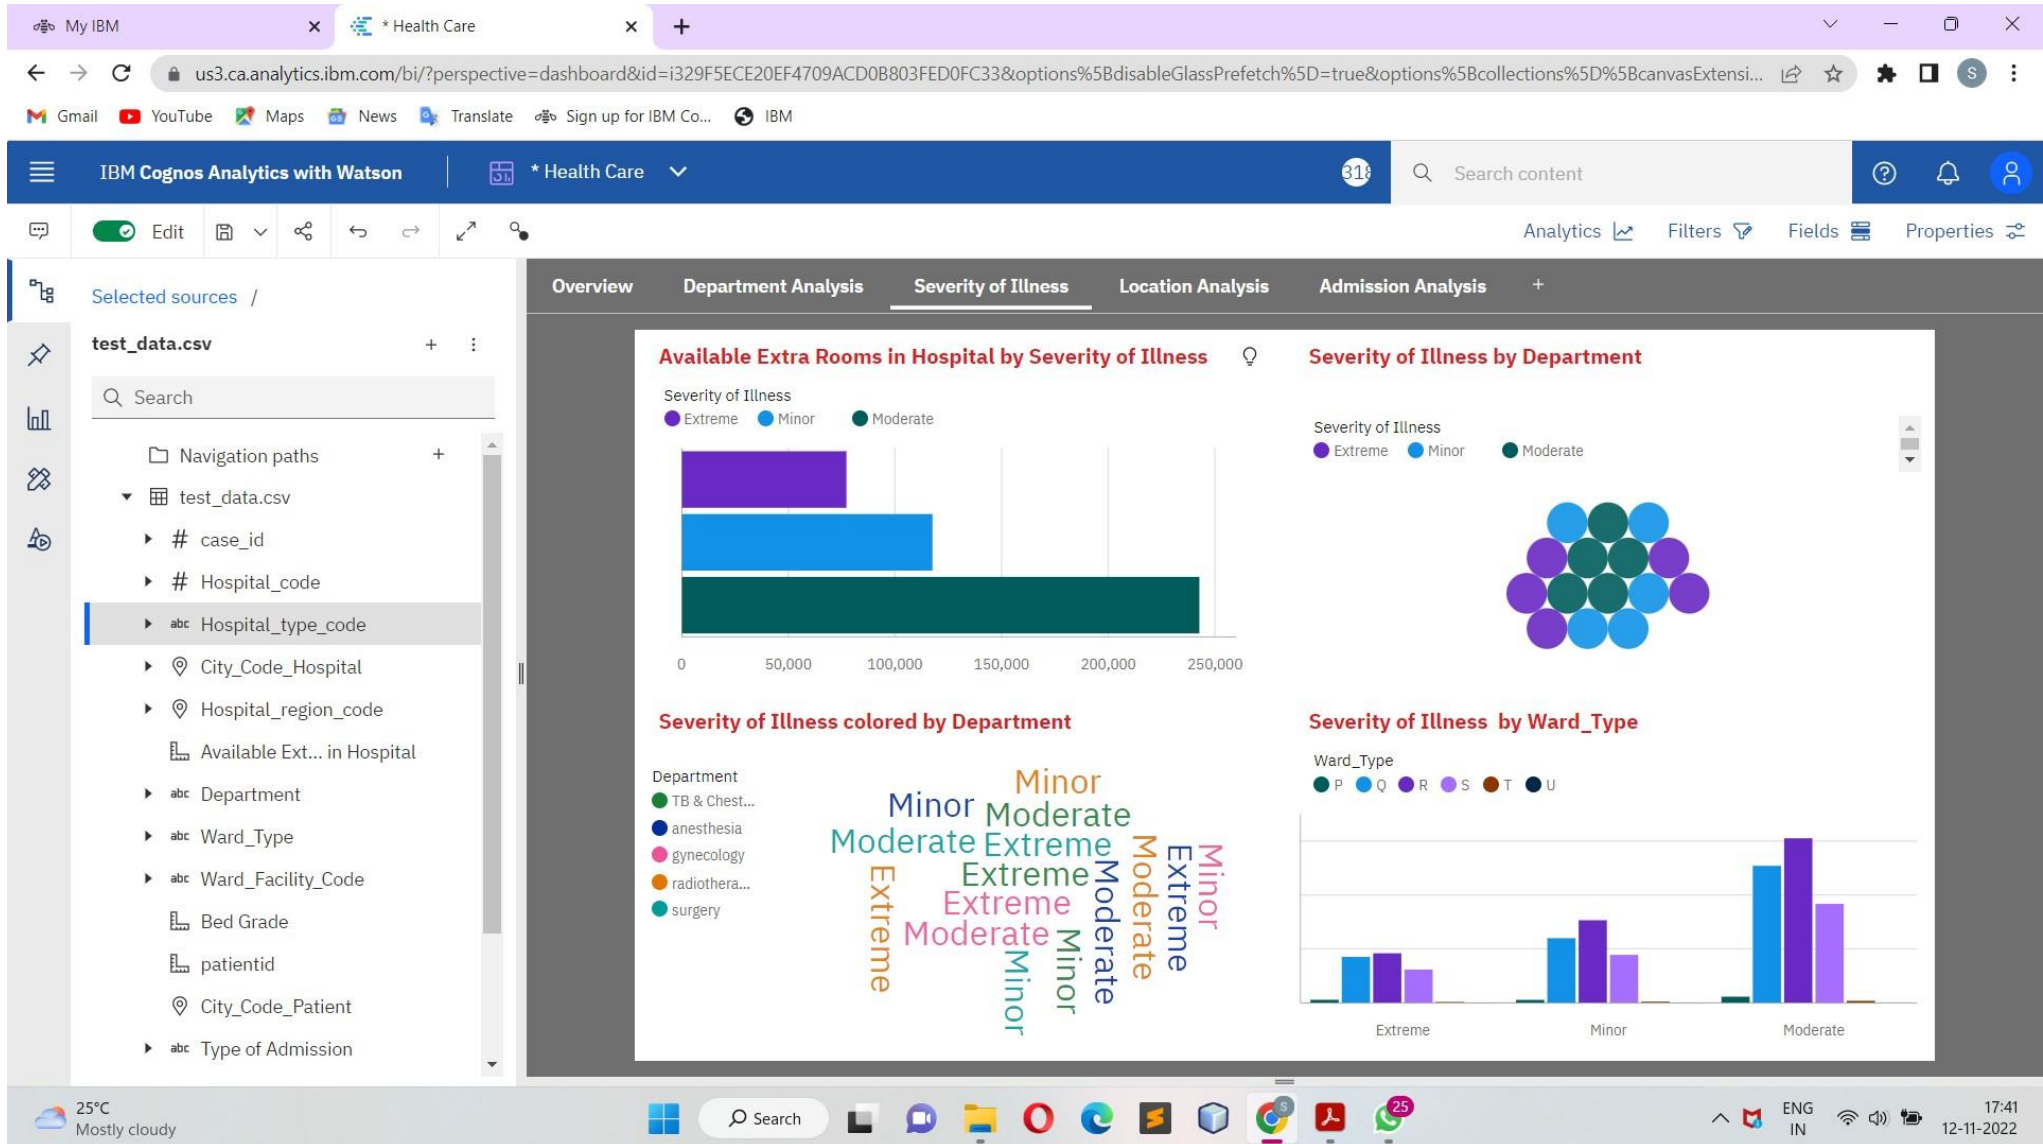 My IBM
* Health Care
us3.ca.analytics.ibm.com/bi/?perspective=dashboard&id=i329F5ECE20EF4709ACD0B803FED0FC33&options%5BdisableGlassPrefetch%5D=true&options%5Bcollections%5D%5BcanvasExtensi...
S
Gmail YouTube Maps News Translate Sign up for IBM Co... IBM
IBM Cognos Analytics with Watson * Health Care 318 Search content
Edit Analytics Filters Fields Properties
Selected sources /
test_data.csv
Search
Navigation paths
test_data.csv
# case_id
# Hospital_code
abc Hospital_type_code
City_Code_Hospital
Hospital_region_code
Available Ext... in Hospital
abc Department
abc Ward_Type
abc Ward_Facility_Code
Bed Grade
patientid
City_Code_Patient
abc Type of Admission
Overview Department Analysis Severity of Illness Location Analysis Admission Analysis
Available Extra Rooms in Hospital by Severity of Illness
Severity of Illness
Extreme Minor Moderate
0 50,000 100,000 150,000 200,000 250,000
Severity of Illness by Department
Severity of Illness
Extreme Minor Moderate
Severity of Illness colored by Department
Department
TB & Chest...
anesthesia
gynecology
radiothera...
surgery
Minor
Minor
Moderate
Moderate
Extreme
Extreme
Extreme
Moderate
Extreme
Minor
Minor
Moderate
Moderate
Extreme
Minor
Severity of Illness by Ward_Type
Ward_Type
P Q R S T U
Extreme Minor Moderate
25°C
Mostly cloudy
Search
S
25
ENG
IN
17:41
12-11-2022